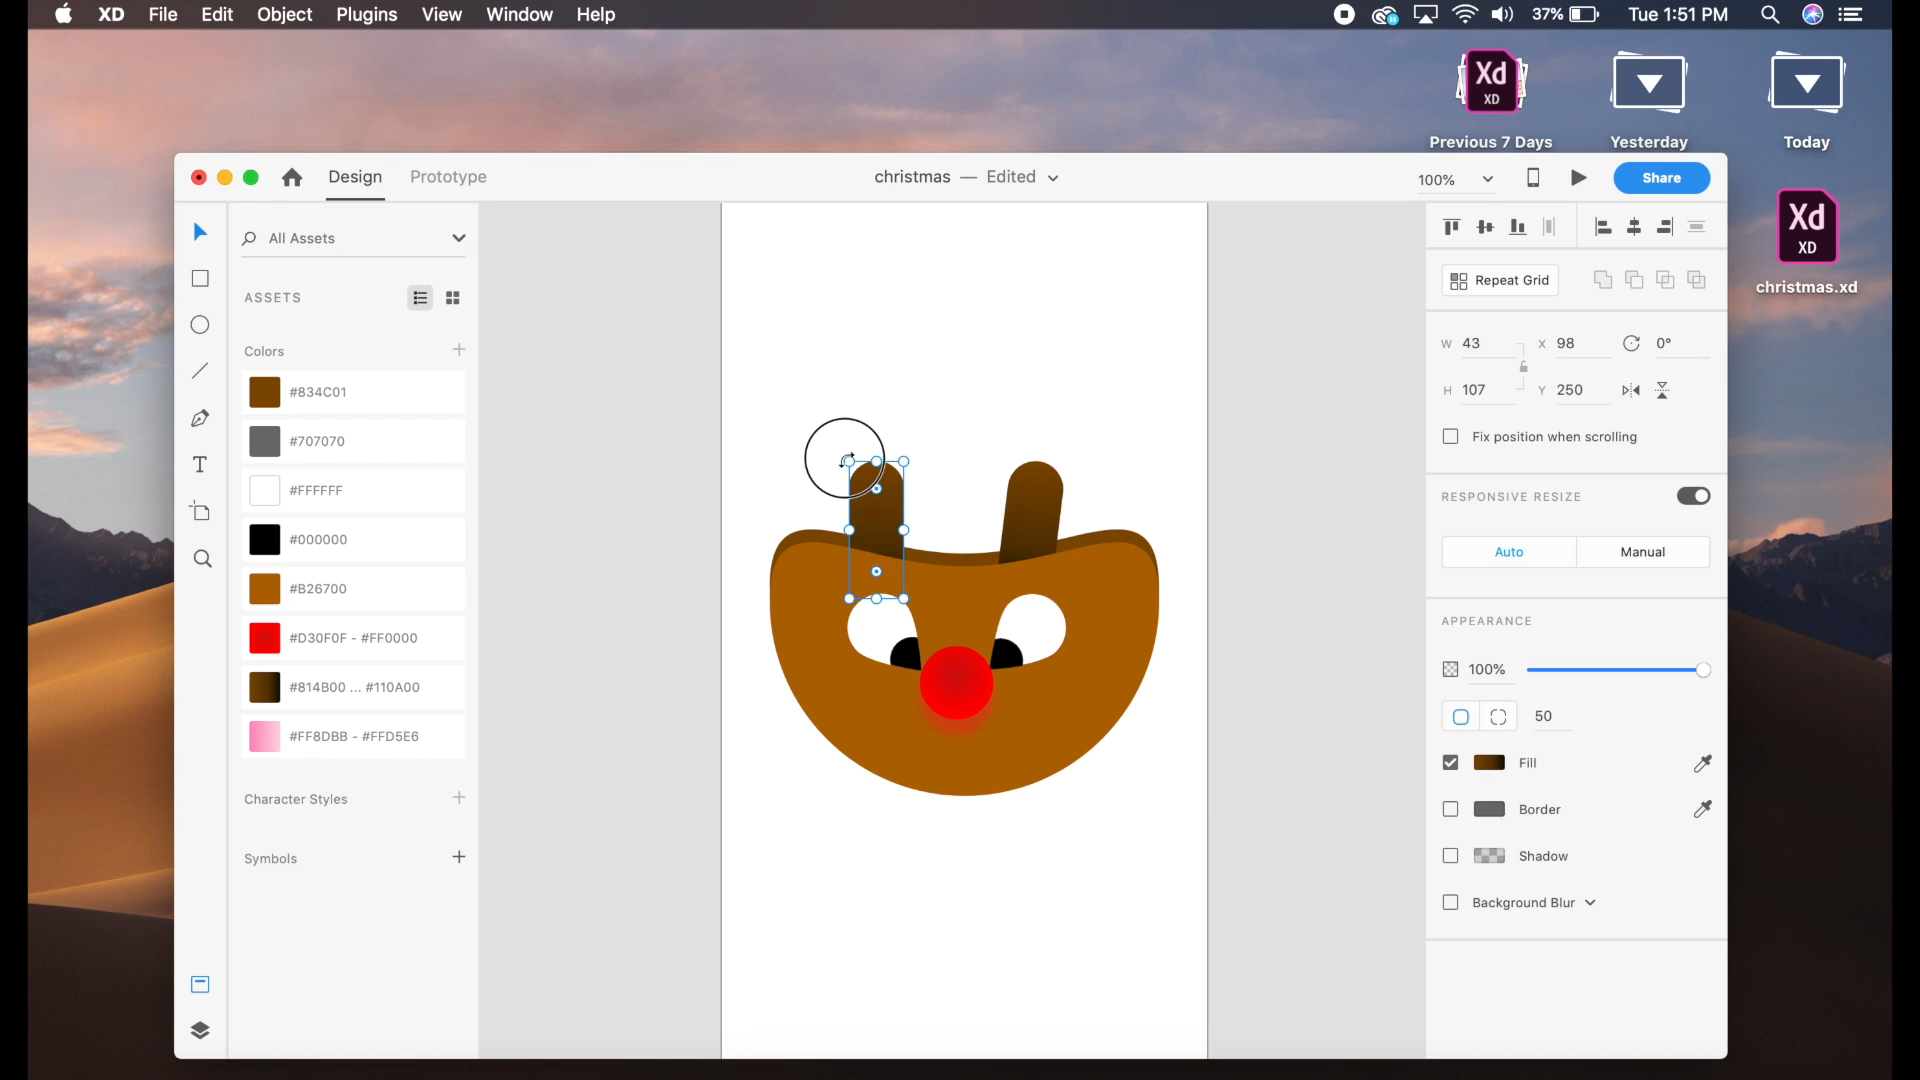 XD File Edit Object Plugins View Window Help 37% Tue 1:51 PM
Xd
XD
Previous 7 Days Yesterday Today
Design Prototype christmas — Edited 100% Share
Xd
XD
christmas.xd
All Assets
ASSETS
Colors
#834C01
#707070
#FFFFFF
#000000
#B26700
#D30F0F - #FF0000
#814B00 ... #110A00
#FF8DBB - #FFD5E6
Character Styles
Symbols
Repeat Grid
W 43 X 98 0°
H 107 Y 250
Fix position when scrolling
RESPONSIVE RESIZE
Auto Manual
APPEARANCE
100%
50
Fill
Border
Shadow
Background Blur